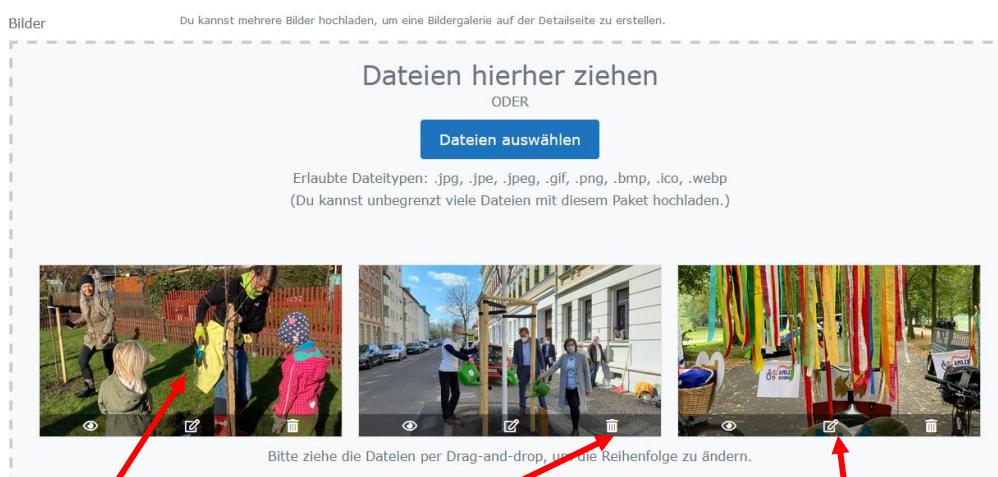 Bilder
Du kannst mehrere Bilder hochladen, um eine Bildergalerie auf der Detailseite zu erstellen.
Dateien hierher ziehen
ODER
Dateien auswählen
Erlaubte Dateitypen: .jpg, .jpe, .jpeg, .gif, .png, .bmp, .ico, .webp
(Du kannst unbegrenzt viele Dateien mit diesem Paket hochladen.)
Bitte ziehe die Dateien per Drag-and-drop, um die Reihenfolge zu ändern.